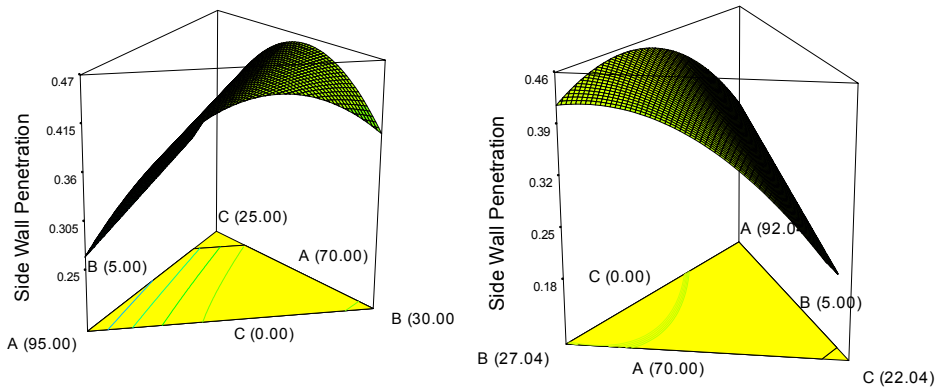 0.47
0.415
0.36
0.305
0.25
Side Wall Penetration
C (25.00)
B (5.00)
A (70.00)
B (30.00
C (0.00)
A (95.00)
0.46
0.39
0.32
0.25
0.18
Side Wall Penetration
A (92.04
C (0.00)
B (5.00)
B (27.04)
A (70.00)
C (22.04)